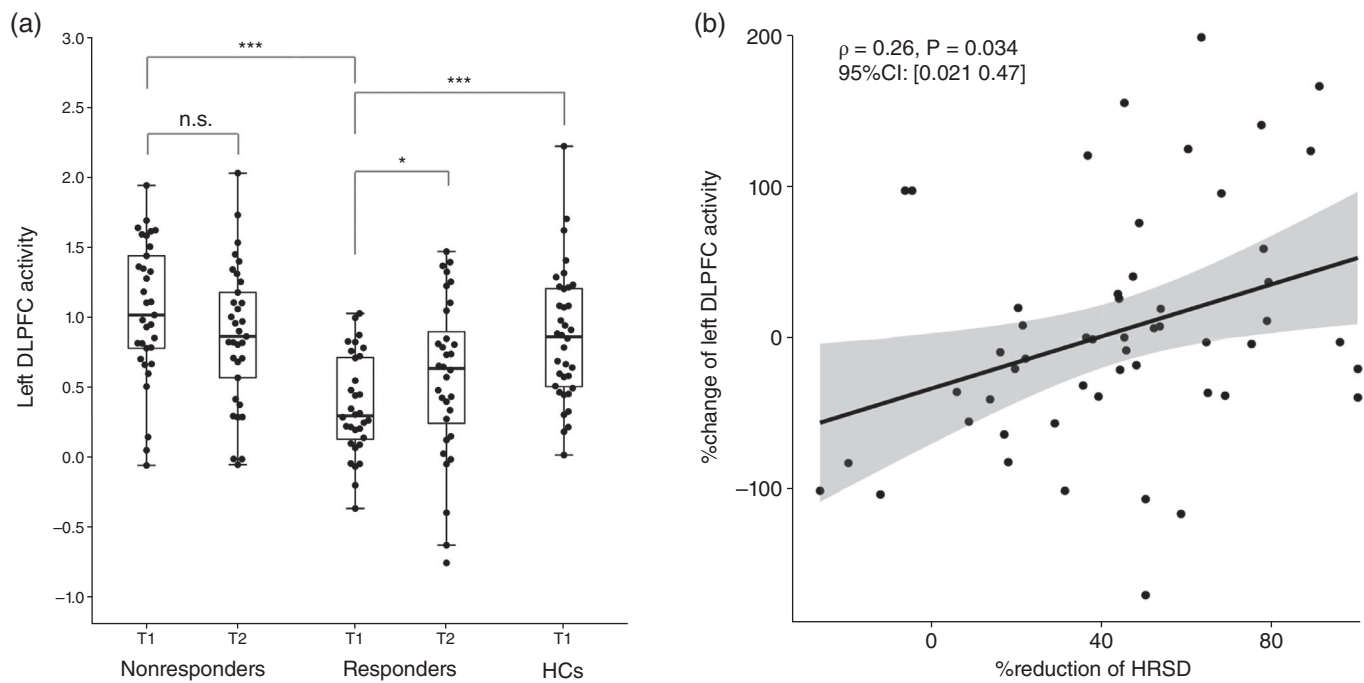 (a)
3.0
2.5
2.0
1.5
1.0
0.5
0.0
−0.5
−1.0
Left DLPFC activity
***
***
n.s.
*
T1 T2 T1 T2 T1
Nonresponders Responders HCs
(b)
200
100
0
−100
%change of left DLPFC activity
ρ = 0.26, P = 0.034
95%CI: [0.021 0.47]
0 40 80
%reduction of HRSD